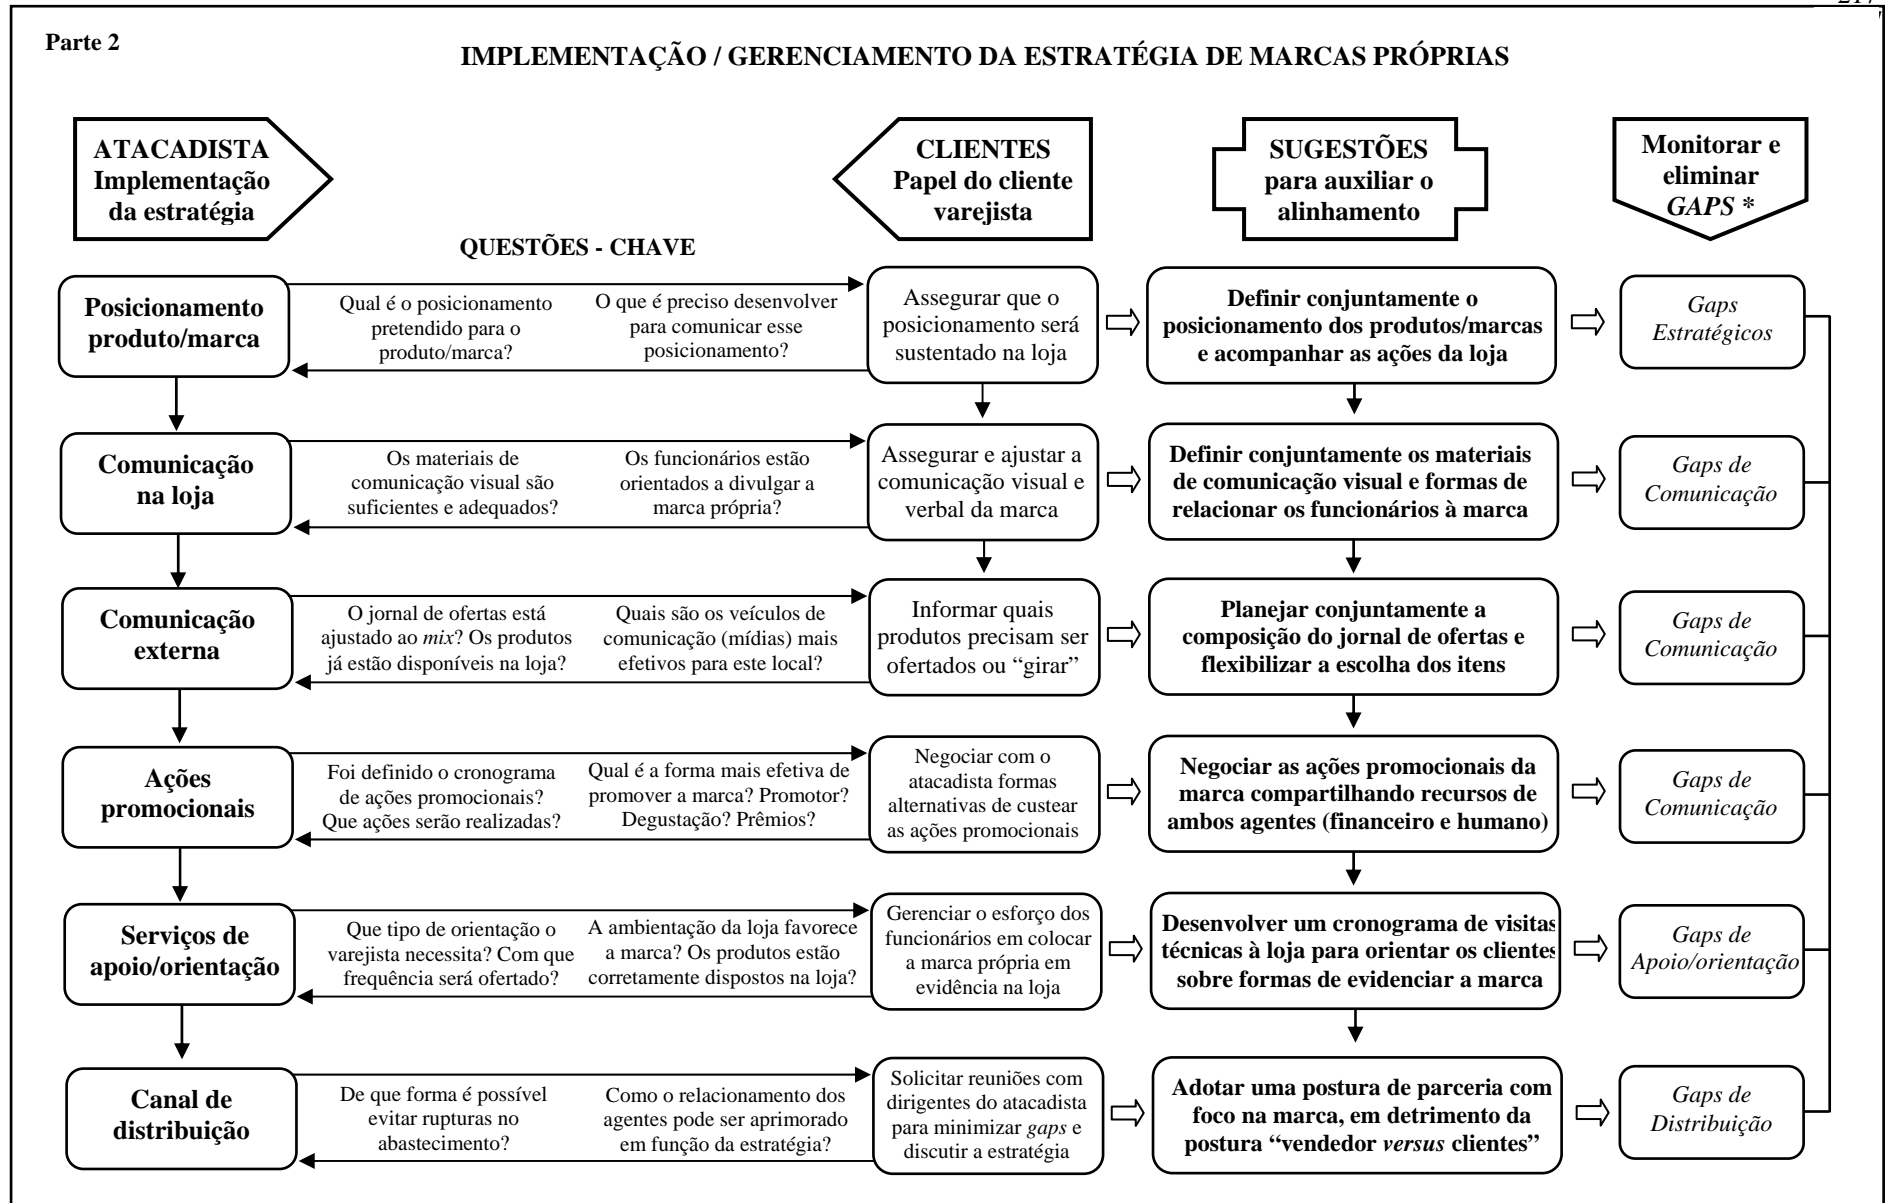 217
Parte 2
IMPLEMENTAÇÃO / GERENCIAMENTO DA ESTRATÉGIA DE MARCAS PRÓPRIAS
ATACADISTA
Implementação
da estratégia
CLIENTES
Papel do cliente
varejista
SUGESTÕES
para auxiliar o
alinhamento
Monitorar e
eliminar
GAPS *
QUESTÕES - CHAVE
Posicionamento
produto/marca
Qual é o posicionamento
pretendido para o
produto/marca?
O que é preciso desenvolver
para comunicar esse
posicionamento?
Assegurar que o
posicionamento será
sustentado na loja
Definir conjuntamente o
posicionamento dos produtos/marcas
e acompanhar as ações da loja
Gaps
Estratégicos
Comunicação
na loja
Os materiais de
comunicação visual são
suficientes e adequados?
Os funcionários estão
orientados a divulgar a
marca própria?
Assegurar e ajustar a
comunicação visual e
verbal da marca
Definir conjuntamente os materiais
de comunicação visual e formas de
relacionar os funcionários à marca
Gaps de
Comunicação
Comunicação
externa
O jornal de ofertas está
ajustado ao mix? Os produtos
já estão disponíveis na loja?
Quais são os veículos de
comunicação (mídias) mais
efetivos para este local?
Informar quais
produtos precisam ser
ofertados ou “girar”
Planejar conjuntamente a
composição do jornal de ofertas e
flexibilizar a escolha dos itens
Gaps de
Comunicação
Ações
promocionais
Foi definido o cronograma
de ações promocionais?
Que ações serão realizadas?
Qual é a forma mais efetiva de
promover a marca? Promotor?
Degustação? Prêmios?
Negociar com o
atacadista formas
alternativas de custear
as ações promocionais
Negociar as ações promocionais da
marca compartilhando recursos de
ambos agentes (financeiro e humano)
Gaps de
Comunicação
Serviços de
apoio/orientação
Que tipo de orientação o
varejista necessita? Com que
frequência será ofertado?
A ambientação da loja favorece
a marca? Os produtos estão
corretamente dispostos na loja?
Gerenciar o esforço dos
funcionários em colocar
a marca própria em
evidência na loja
Desenvolver um cronograma de visitas
técnicas à loja para orientar os clientes
sobre formas de evidenciar a marca
Gaps de
Apoio/orientação
Canal de
distribuição
De que forma é possível
evitar rupturas no
abastecimento?
Como o relacionamento dos
agentes pode ser aprimorado
em função da estratégia?
Solicitar reuniões com
dirigentes do atacadista
para minimizar gaps e
discutir a estratégia
Adotar uma postura de parceria com
foco na marca, em detrimento da
postura “vendedor versus clientes”
Gaps de
Distribuição